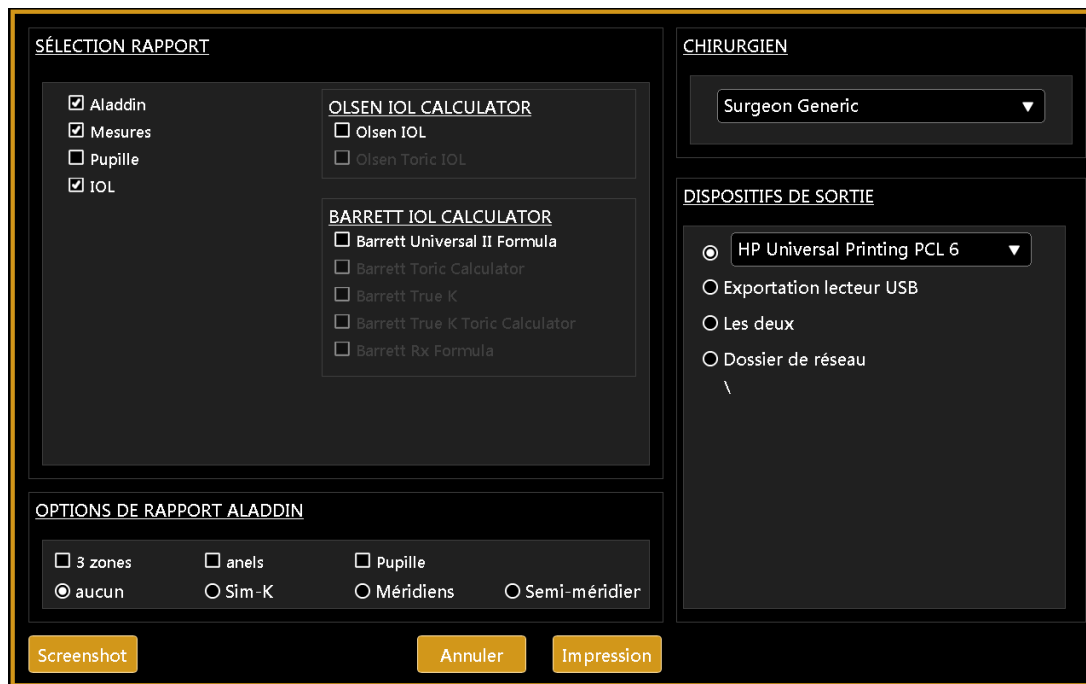 SÉLECTION RAPPORT
Aladdin
Mesures
Pupille
IOL
OLSEN IOL CALCULATOR
Olsen IOL
Olsen Toric IOL
BARRETT IOL CALCULATOR
Barrett Universal II Formula
Barrett Toric Calculator
Barrett True K
Barrett True K Toric Calculator
Barrett Rx Formula
CHIRURGIEN
Surgeon Generic
DISPOSITIFS DE SORTIE
HP Universal Printing PCL 6
Exportation lecteur USB
Les deux
Dossier de réseau
\
OPTIONS DE RAPPORT ALADDIN
3 zones anels Pupille
aucun Sim-K Méridiens Semi-méridier
Screenshot Annuler Impression